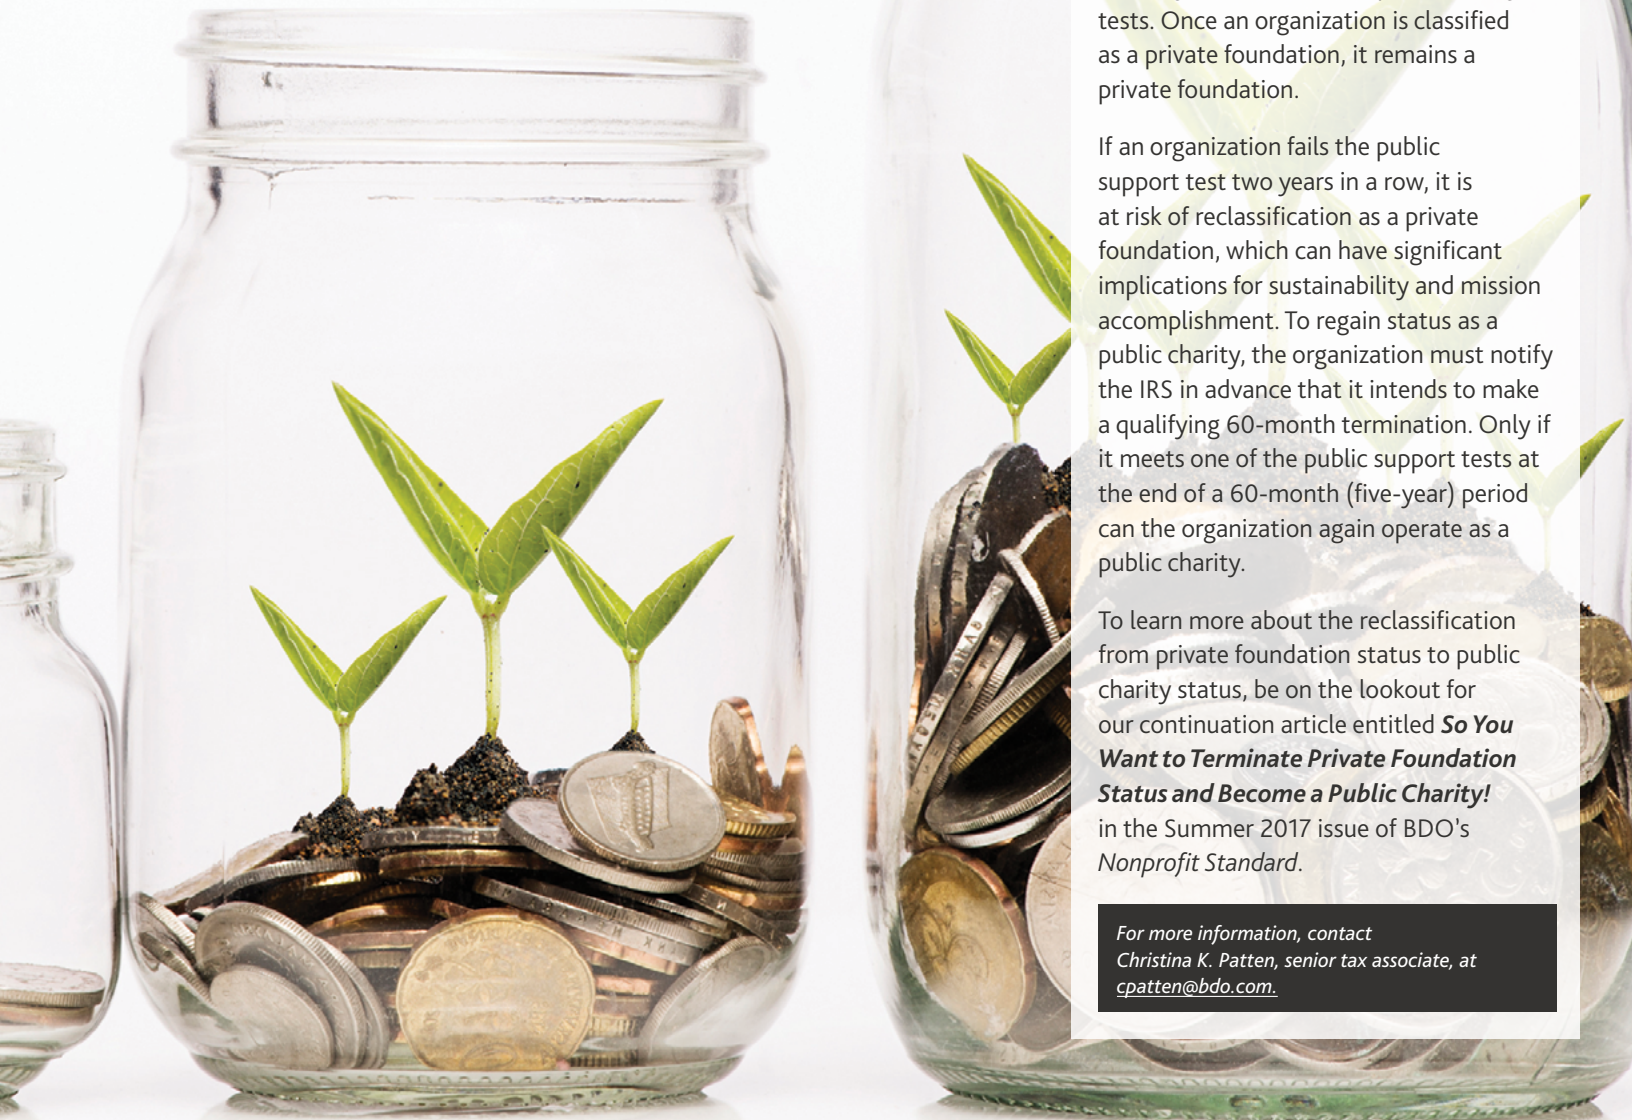 tests. Once an organization is classified
as a private foundation, it remains a
private foundation.
If an organization fails the public
support test two years in a row, it is
at risk of reclassification as a private
foundation, which can have significant
implications for sustainability and mission
accomplishment. To regain status as a
public charity, the organization must notify
the IRS in advance that it intends to make
a qualifying 60-month termination. Only if
it meets one of the public support tests at
the end of a 60-month (five-year) period
can the organization again operate as a
public charity.
To learn more about the reclassification
from private foundation status to public
charity status, be on the lookout for
our continuation article entitled So You
Want to Terminate Private Foundation
Status and Become a Public Charity!
in the Summer 2017 issue of BDO's
Nonprofit Standard.
For more information, contact
Christina K. Patten, senior tax associate, at
cpatten@bdo.com.